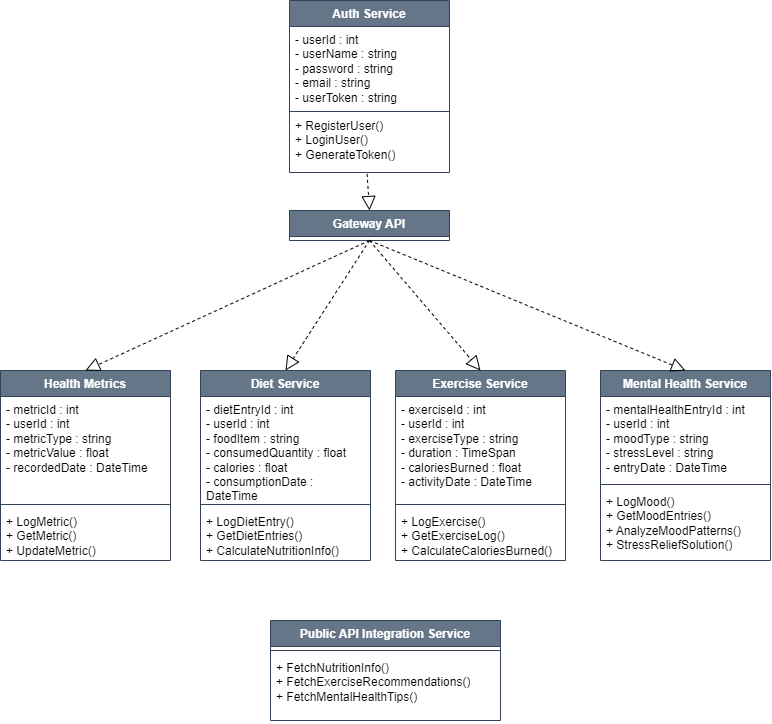 Auth Service
- userId : int
- userName : string
- password : string
- email : string
- userToken : string
+ RegisterUser()
+ LoginUser()
+ GenerateToken()
Gateway API
Health Metrics
- metricId : int
- userId : int
- metricType : string
- metricValue : float
- recordedDate : DateTime
+ LogMetric()
+ GetMetric()
+ UpdateMetric()
Diet Service
- dietEntryId : int
- userId : int
- foodItem : string
- consumedQuantity : float
- calories : float
- consumptionDate :
DateTime
+ LogDietEntry()
+ GetDietEntries()
+ CalculateNutritionInfo()
Exercise Service
- exerciseId : int
- userId : int
- exerciseType : string
- duration : TimeSpan
- caloriesBurned : float
- activityDate : DateTime
+ LogExercise()
+ GetExerciseLog()
+ CalculateCaloriesBurned()
Mental Health Service
- mentalHealthEntryId : int
- userId : int
- moodType : string
- stressLevel : string
- entryDate : DateTime
+ LogMood()
+ GetMoodEntries()
+ AnalyzeMoodPatterns()
+ StressReliefSolution()
Public API Integration Service
+ FetchNutritionInfo()
+ FetchExerciseRecommendations()
+ FetchMentalHealthTips()